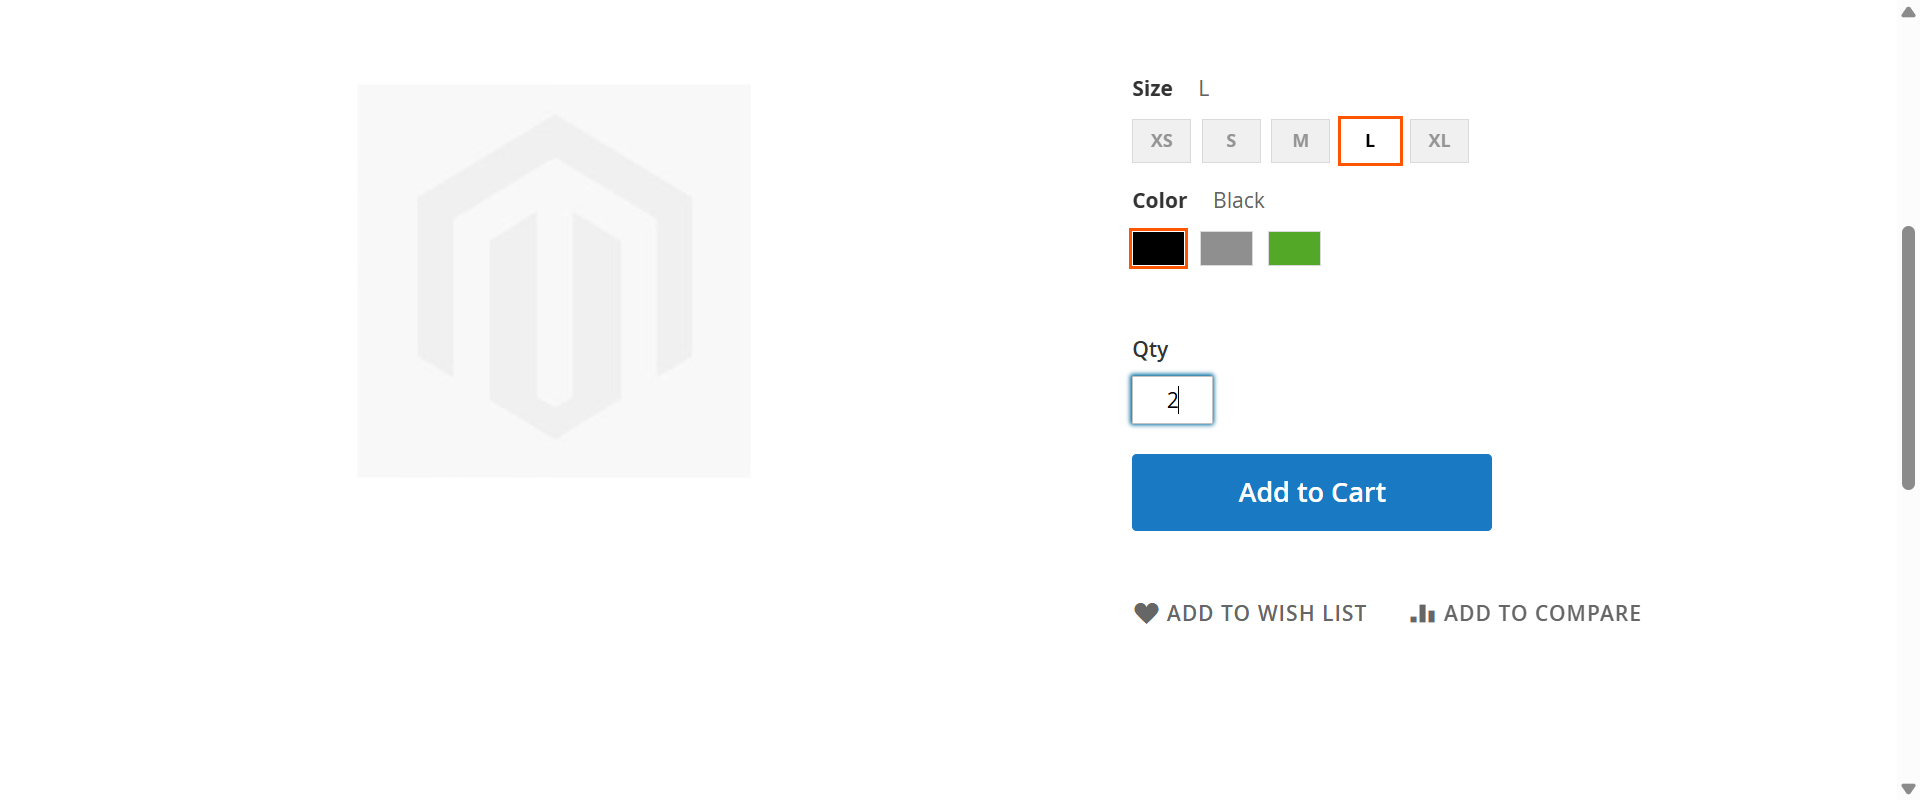 Size L
XS S M L XL
Color Black
Qty
2
Add to Cart
ADD TO WISH LIST ADD TO COMPARE